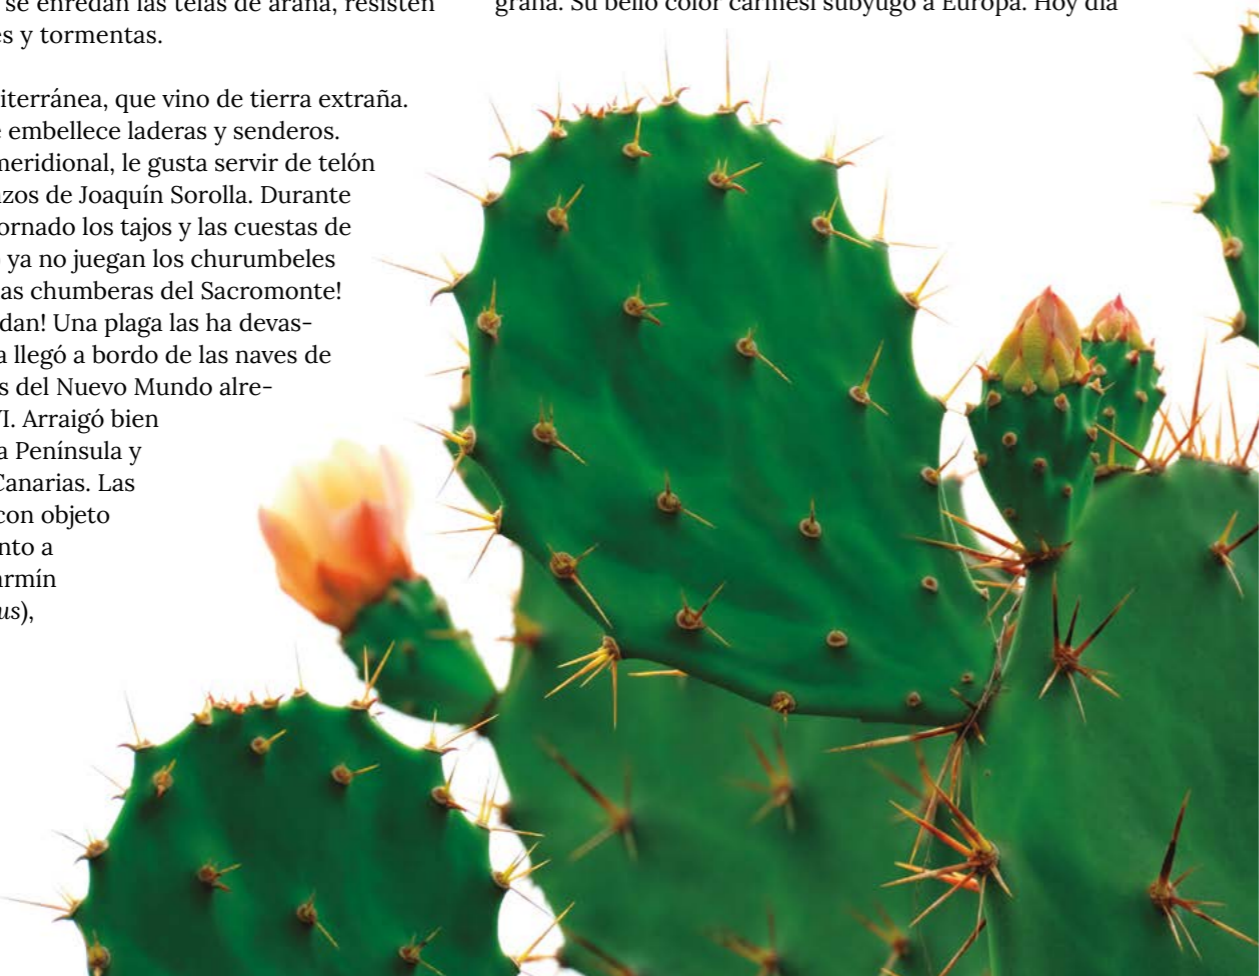 se enredan las telas de araña, resisten
es y tormentas.
iterránea, que vino de tierra extraña.
e embellece laderas y senderos.
meridional, le gusta servir de telón
zos de Joaquín Sorolla. Durante
ornado los tajos y las cuestas de
ya no juegan los churumbeles
as chumberas del Sacromonte!
dan! Una plaga las ha devas-
a llegó a bordo de las naves de
s del Nuevo Mundo alre-
I. Arraigó bien
a Península y
Canarias. Las
con objeto
nto a
armín
us),
grana. Su bello color carmesí subyugó a Europa. Hoy día